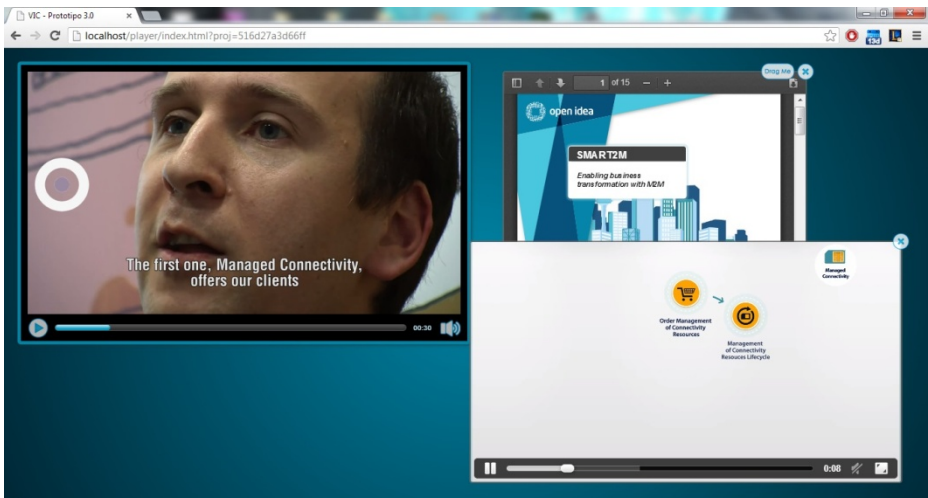 VIC - Prototipo 3.0
localhost/player/index.html?proj=516d27a3d66ff
13d
Drag Me
1 of 15
open idea
SMART2M
Enabling business
transformation with M2M
The first one, Managed Connectivity,
offers our clients
00:30
Managed
Connectivity
Order Management
of Connectivity
Resources
Management
of Connectivity
Resouces Lifecycle
0:08